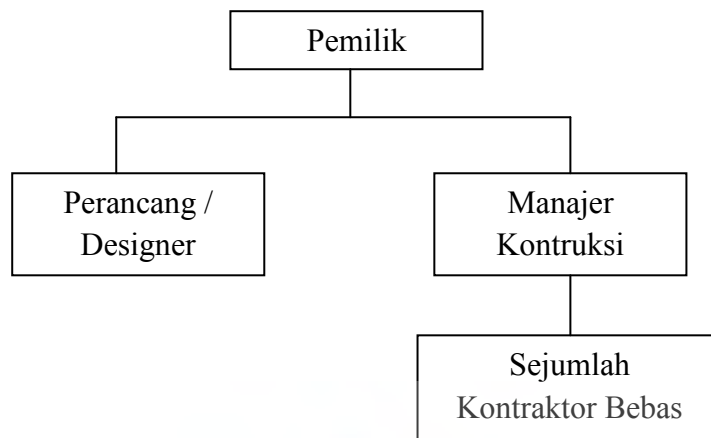 Pemilik
Perancang /
Designer
Manajer
Kontruksi
Sejumlah
Kontraktor Bebas